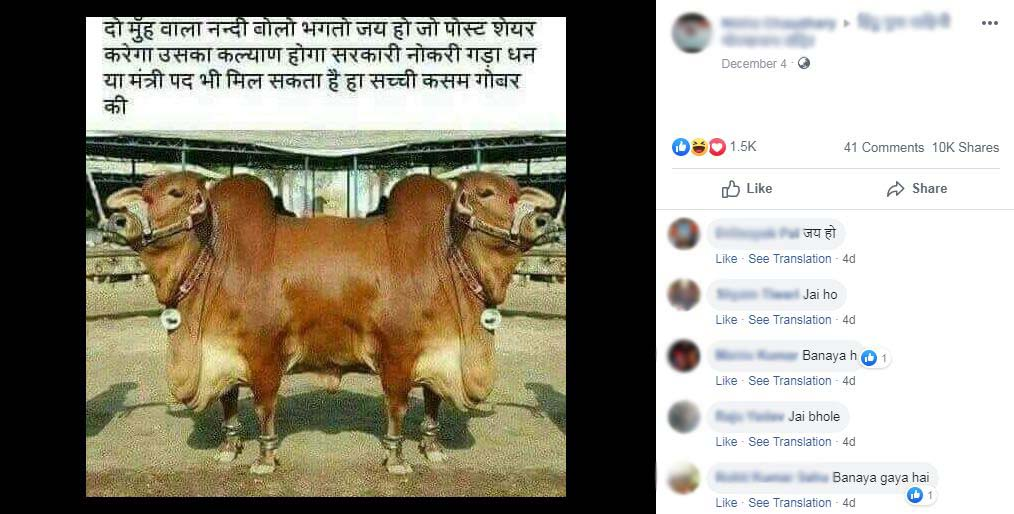 दो मुँह वाला नन्दी बोलो भगतो जय हो जो पोस्ट शेयर
करेगा उसका कल्याण होगा सरकारी नोकरी गड़ा धन
या मंत्री पद भी मिल सकता है हा सच्ची कसम गोबर
की
December 4
1.5K
41 Comments 10K Shares
Like Share
जय हो
Like · See Translation · 4d
Jai ho
Like · See Translation · 4d
Banaya h 1
Like · See Translation · 4d
Jai bhole
Like · See Translation · 4d
Banaya gaya hai
1
Like · See Translation · 4d